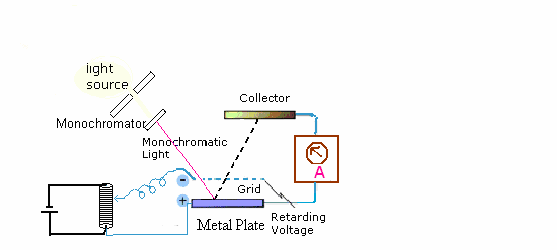 light
source
Monochromator
Collector
Monochromatic
Light
A
−
Grid
+
Metal Plate
Retarding
Voltage